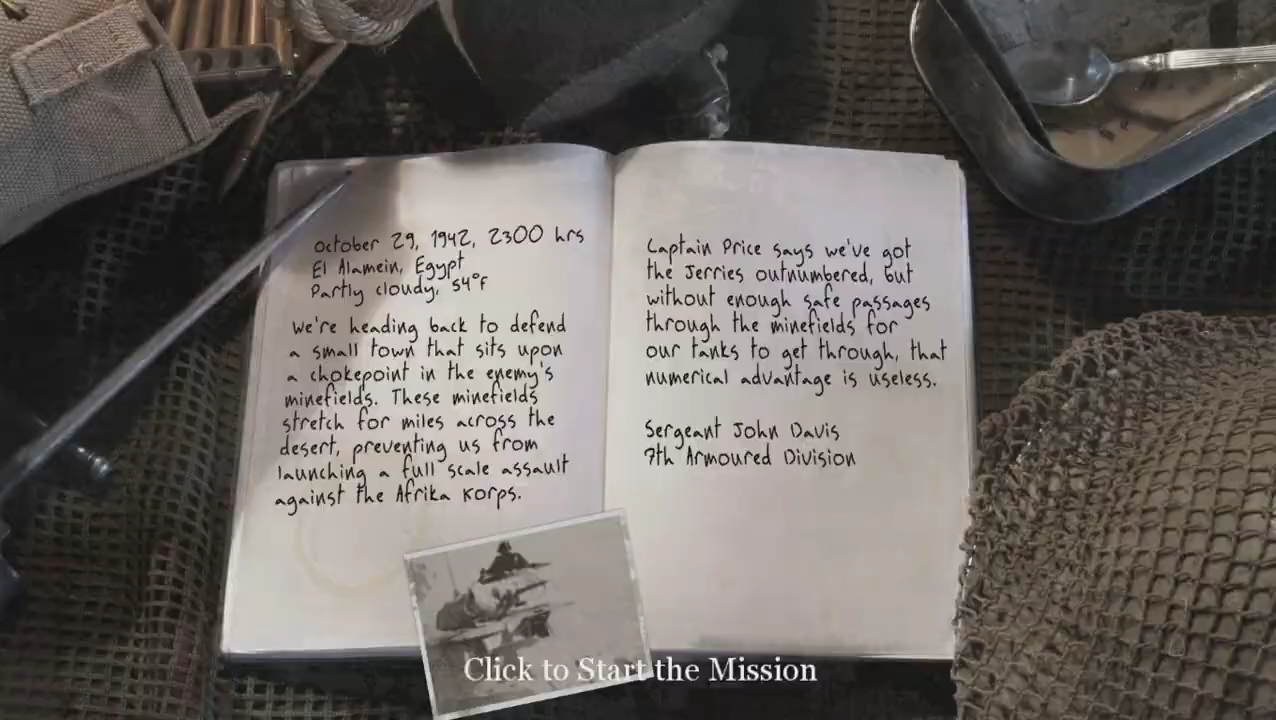 October 29, 1942, 2300 hrs
El Alamein, Egypt
Partly cloudy, 54°F
We're heading back to defend
a small town that sits upon
a chokepoint in the enemy's
minefields. These minefields
stretch for miles across the
desert, preventing us from
launching a full scale assault
against the Afrika Korps.
Captain Price says we've got
the Jerries outnumbered, but
without enough safe passages
through the minefields for
our tanks to get through, that
numerical advantage is useless.
Sergeant John Davis
7th Armoured Division
Click to Start the Mission